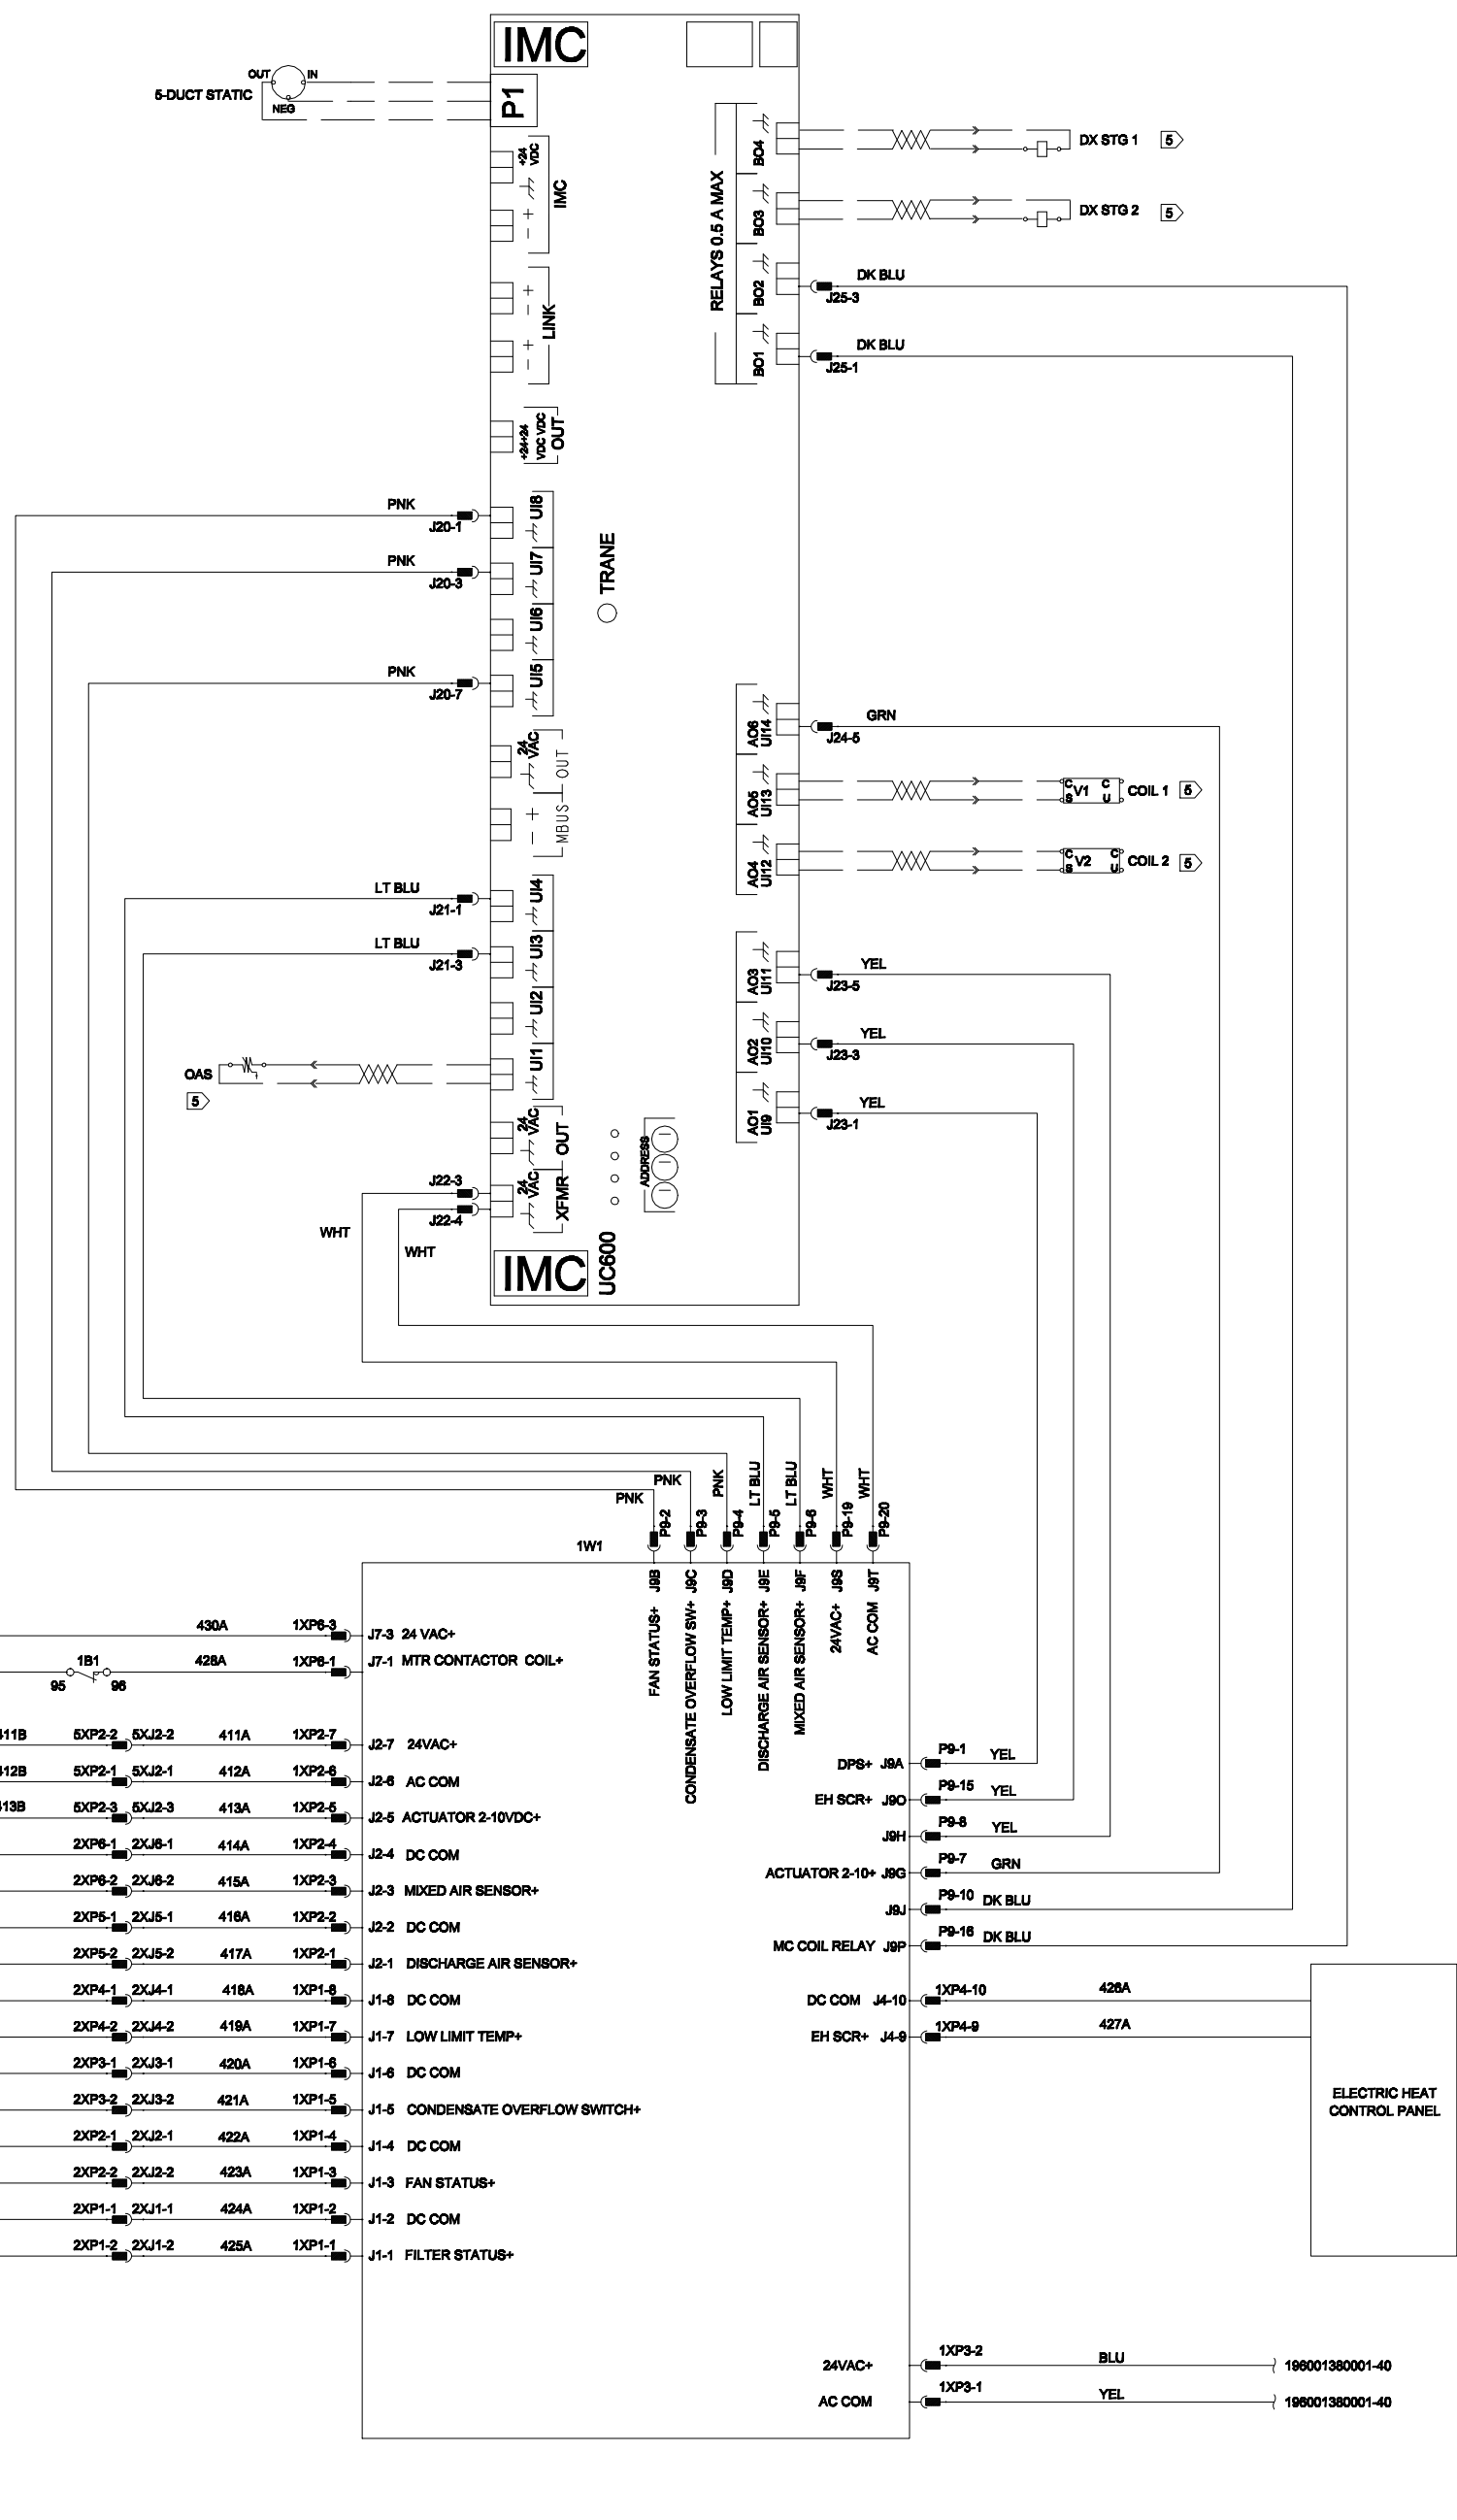 IMC
OUT
IN
NEG
5-DUCT STATIC
P1
+24
VDC
IMC
+
-
LINK
+
-
+
-
+24+24
VDC VDC
OUT
RELAYS 0.5 A MAX
BO4
BO3
BO2
BO1
DX STG 1
5
DX STG 2
5
DK BLU
J25-3
DK BLU
J25-1
PNK
J20-1
UI8
PNK
J20-3
UI7
UI6
PNK
J20-7
UI5
TRANE
24
VAC
OUT
MBUS
+
-
AO6
UI14
GRN
J24-5
AO5
UI13
C
S
V1
C
U
COIL 1
5
AO4
UI12
C
S
V2
C
U
COIL 2
5
LT BLU
J21-1
UI4
LT BLU
J21-3
UI3
UI2
UI1
OAS
5
AO3
UI11
YEL
J23-5
AO2
UI10
YEL
J23-3
AO1
UI9
YEL
J23-1
24
VAC
OUT
24
VAC
XFMR
ADDRESS
J22-3
J22-4
WHT
WHT
IMC
UC600
PNK
PNK
PNK
LT BLU
LT BLU
WHT
WHT
P9-2
P9-3
P9-4
P9-5
P9-6
P9-19
P9-20
1W1
FAN STATUS+ J9B
CONDENSATE OVERFLOW SW+ J9C
LOW LIMIT TEMP+ J9D
DISCHARGE AIR SENSOR+ J9E
MIXED AIR SENSOR+ J9F
24VAC+ J9S
AC COM J9T
430A 1XP6-3 J7-3 24 VAC+
95 1B1 96 428A 1XP6-1 J7-1 MTR CONTACTOR COIL+
411B 5XP2-2 5XJ2-2 411A 1XP2-7 J2-7 24VAC+
412B 5XP2-1 5XJ2-1 412A 1XP2-6 J2-6 AC COM
413B 5XP2-3 5XJ2-3 413A 1XP2-5 J2-5 ACTUATOR 2-10VDC+
2XP6-1 2XJ6-1 414A 1XP2-4 J2-4 DC COM
2XP6-2 2XJ6-2 415A 1XP2-3 J2-3 MIXED AIR SENSOR+
2XP5-1 2XJ5-1 416A 1XP2-2 J2-2 DC COM
2XP5-2 2XJ5-2 417A 1XP2-1 J2-1 DISCHARGE AIR SENSOR+
2XP4-1 2XJ4-1 418A 1XP1-8 J1-8 DC COM
2XP4-2 2XJ4-2 419A 1XP1-7 J1-7 LOW LIMIT TEMP+
2XP3-1 2XJ3-1 420A 1XP1-6 J1-6 DC COM
2XP3-2 2XJ3-2 421A 1XP1-5 J1-5 CONDENSATE OVERFLOW SWITCH+
2XP2-1 2XJ2-1 422A 1XP1-4 J1-4 DC COM
2XP2-2 2XJ2-2 423A 1XP1-3 J1-3 FAN STATUS+
2XP1-1 2XJ1-1 424A 1XP1-2 J1-2 DC COM
2XP1-2 2XJ1-2 425A 1XP1-1 J1-1 FILTER STATUS+
DPS+ J9A P9-1 YEL
EH SCR+ J9O P9-15 YEL
J9H P9-8 YEL
ACTUATOR 2-10+ J9G P9-7 GRN
J9J P9-10 DK BLU
MC COIL RELAY J9P P9-16 DK BLU
DC COM J4-10 1XP4-10 426A
EH SCR+ J4-9 1XP4-9 427A
ELECTRIC HEAT
CONTROL PANEL
24VAC+ 1XP3-2 BLU 196001380001-40
AC COM 1XP3-1 YEL 196001380001-40